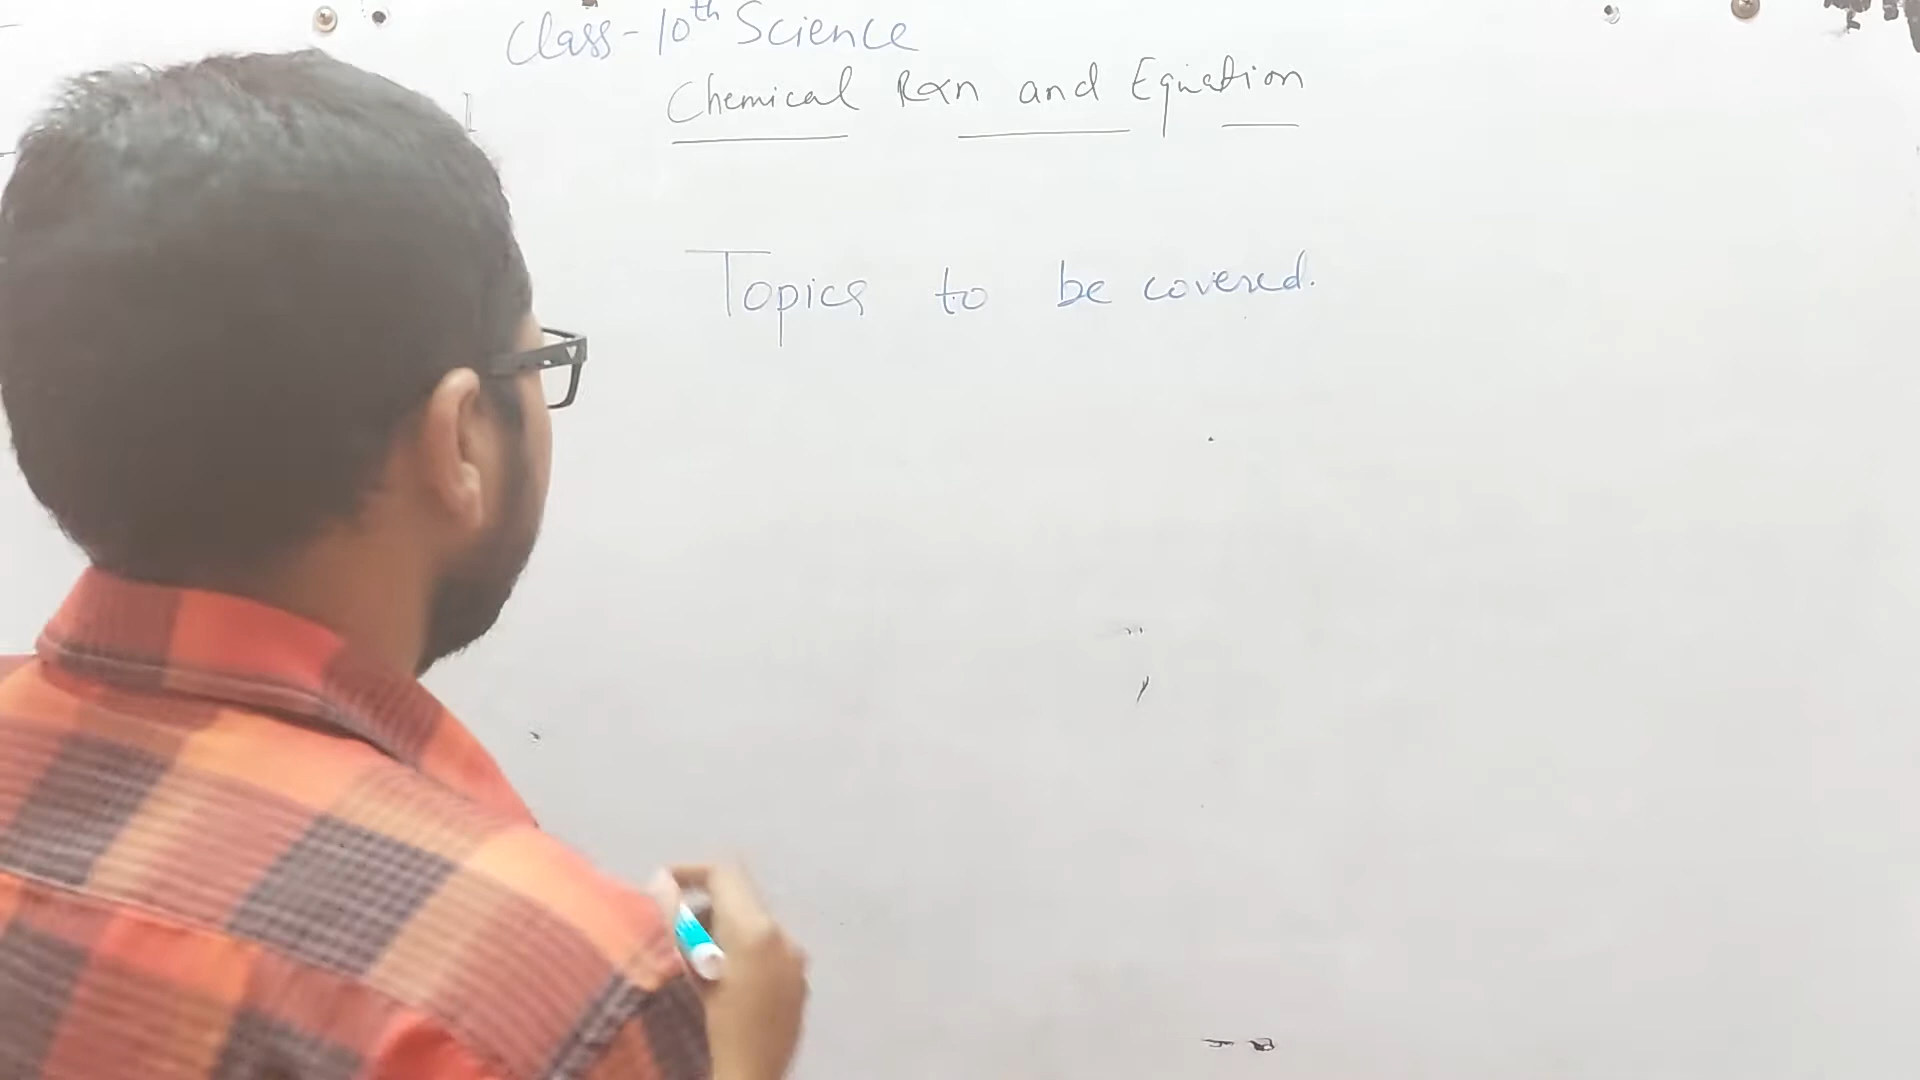 Class-10th Science
Chemical Rxn and Equation
Topics to be covered.